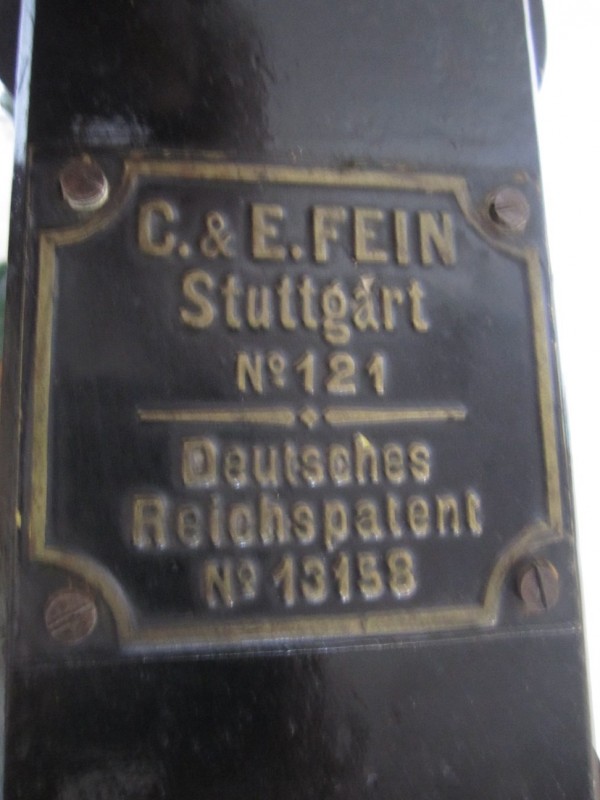 C. & E. FEIN
Stuttgart
Nº 121
Deutsches
Reichspatent
Nº 13158